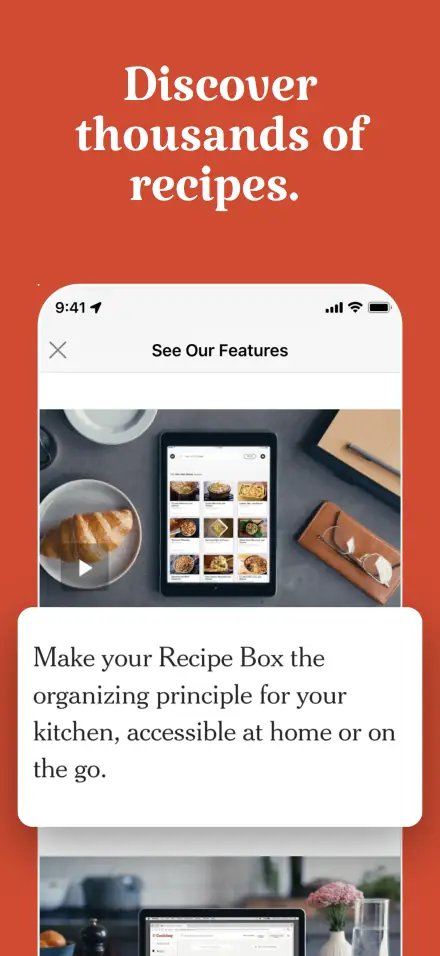 Discover
thousands of
recipes.
9:41
See Our Features
Make your Recipe Box the
organizing principle for your
kitchen, accessible at home or on
the go.